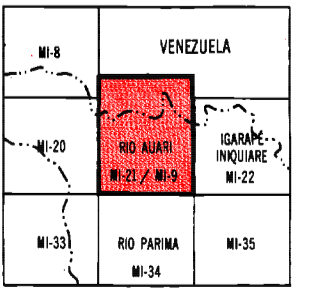 MI-8
VENEZUELA
MI-20
RIO AUARI
MI-21 / MI-9
IGARAPÉ
INIQUIARE
MI-22
MI-33
RIO PARIMA
MI-34
MI-35